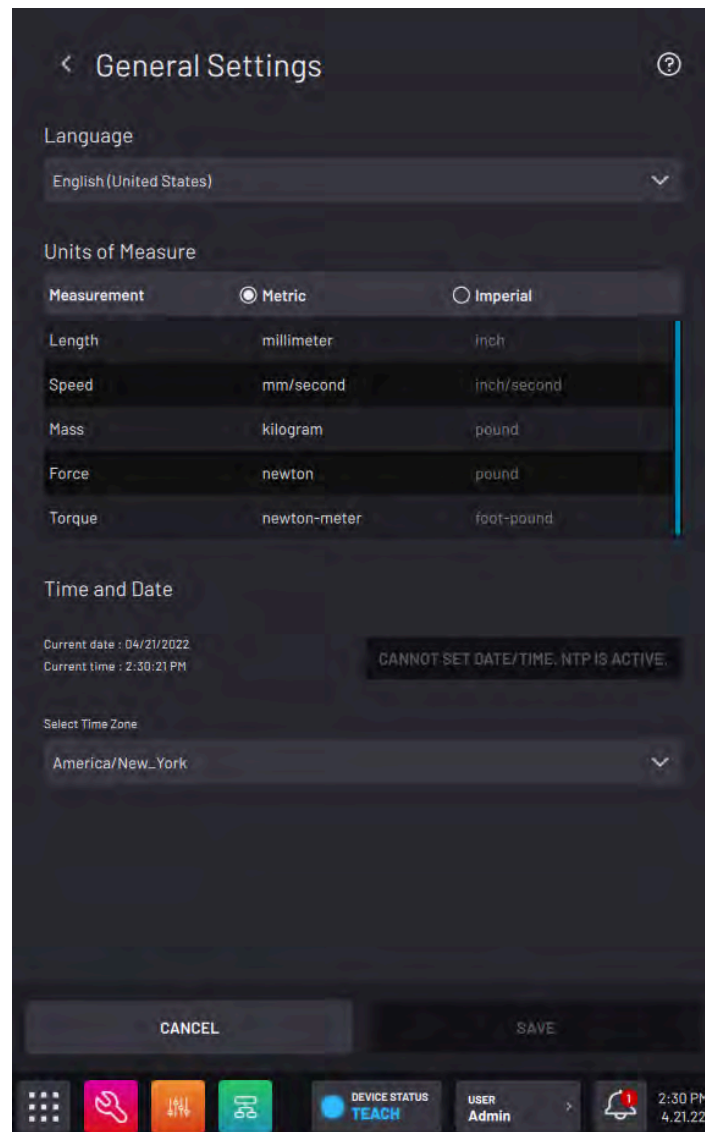 General Settings
?
Language
English (United States)
Units of Measure
Measurement Metric Imperial
Length millimeter inch
Speed mm/second inch/second
Mass kilogram pound
Force newton pound
Torque newton-meter foot-pound
Time and Date
Current date : 04/21/2022
Current time : 2:30:21 PM
CANNOT SET DATE/TIME. NTP IS ACTIVE.
Select Time Zone
America/New_York
CANCEL SAVE
DEVICE STATUS
TEACH
USER
Admin
1
2:30 PM
4.21.22